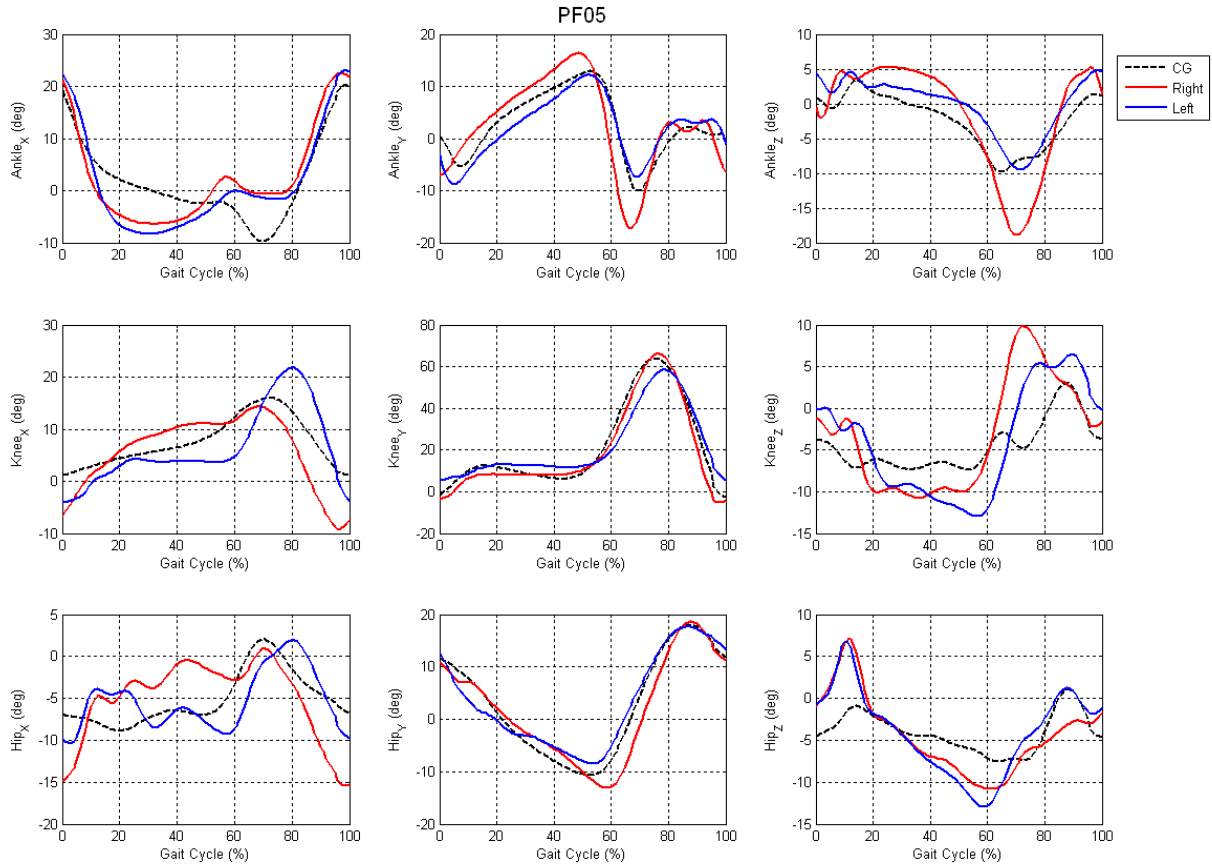 PF05
30
20
10
0
-10
0 20 40 60 80 100
Gait Cycle (%)
Ankle_X (deg)
20
10
0
-10
-20
0 20 40 60 80 100
Gait Cycle (%)
Ankle_Y (deg)
10
5
0
-5
-10
-15
-20
0 20 40 60 80 100
Gait Cycle (%)
Ankle_Z (deg)
CG
Right
Left
30
20
10
0
-10
0 20 40 60 80 100
Gait Cycle (%)
Knee_X (deg)
80
60
40
20
0
-20
0 20 40 60 80 100
Gait Cycle (%)
Knee_Y (deg)
10
5
0
-5
-10
-15
0 20 40 60 80 100
Gait Cycle (%)
Knee_Z (deg)
5
0
-5
-10
-15
-20
0 20 40 60 80 100
Gait Cycle (%)
Hip_X (deg)
20
10
0
-10
-20
0 20 40 60 80 100
Gait Cycle (%)
Hip_Y (deg)
10
5
0
-5
-10
-15
0 20 40 60 80 100
Gait Cycle (%)
Hip_Z (deg)